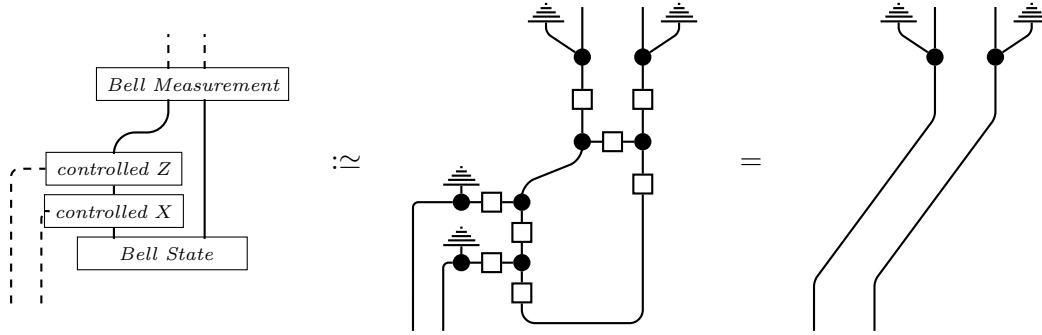 Bell Measurement
controlled Z
:≃
=
controlled X
Bell State